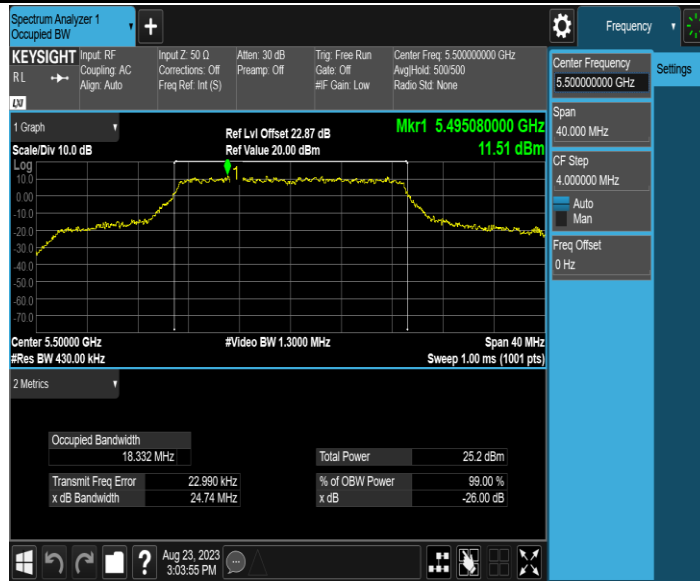 Spectrum Analyzer 1
Occupied BW
+
Frequency
KEYSIGHT
RL
LXI
Input: RF
Coupling: AC
Align: Auto
Input Z: 50 Ω
Corrections: Off
Freq Ref: Int (S)
Atten: 30 dB
Preamp: Off
Trig: Free Run
Gate: Off
#IF Gain: Low
Center Freq: 5.500000000 GHz
Avg|Hold: 500/500
Radio Std: None
Center Frequency
5.500000000 GHz
Settings
Span
40.000 MHz
CF Step
4.000000 MHz
Auto
Man
Freq Offset
0 Hz
1 Graph
Scale/Div 10.0 dB
Ref Lvl Offset 22.87 dB
Ref Value 20.00 dBm
Mkr1 5.495080000 GHz
11.51 dBm
Log
10.0
0.00
-10.0
-20.0
-30.0
-40.0
-50.0
-60.0
-70.0
1
Center 5.50000 GHz
#Res BW 430.00 kHz
#Video BW 1.3000 MHz
Span 40 MHz
Sweep 1.00 ms (1001 pts)
2 Metrics
Occupied Bandwidth
18.332 MHz
Transmit Freq Error 22.990 kHz
x dB Bandwidth 24.74 MHz
Total Power 25.2 dBm
% of OBW Power 99.00 %
x dB -26.00 dB
?
Aug 23, 2023
3:03:55 PM